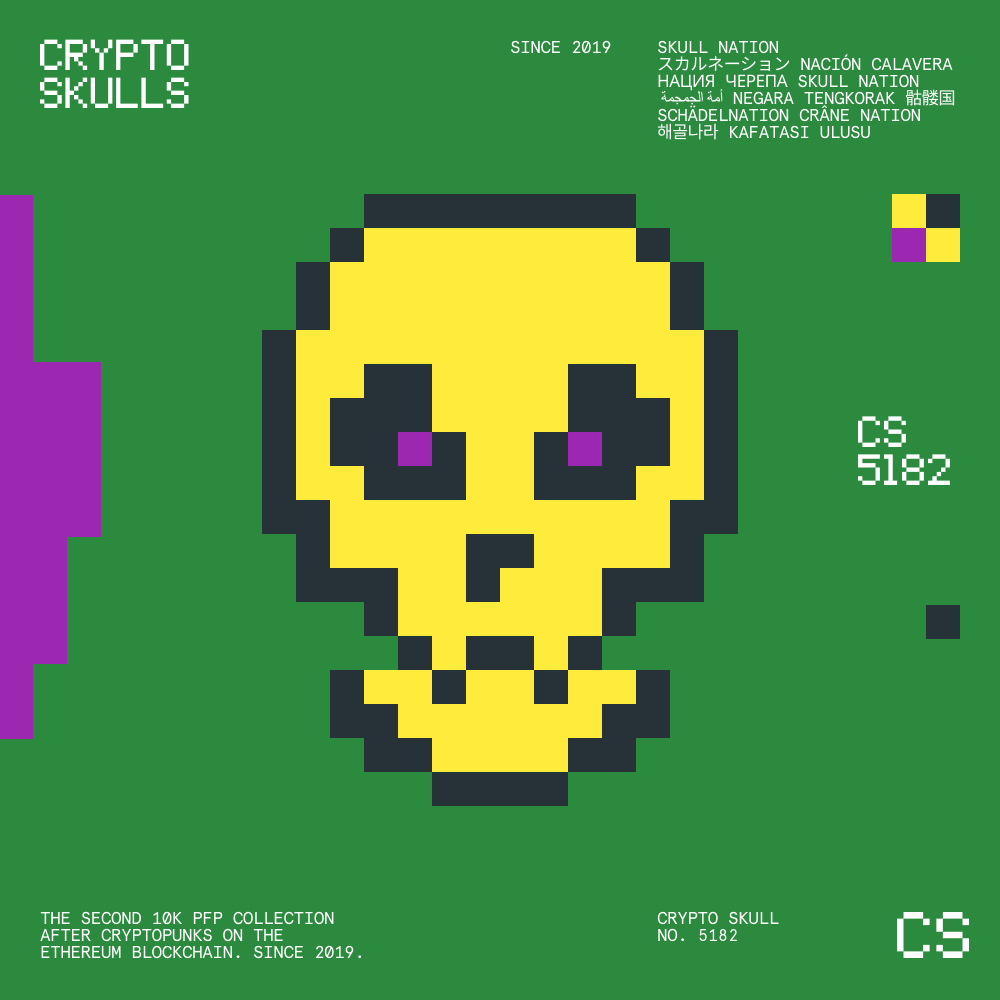 CRYPTO
SKULLS
SINCE 2019
SKULL NATION
スカルネーション NACIÓN CALAVERA
НАЦИЯ ЧЕРЕПА SKULL NATION
أمة الجمجمة NEGARA TENGKORAK 骷髅国
SCHÄDELNATION CRÂNE NATION
해골나라 KAFATASI ULUSU
CS
5182
THE SECOND 10K PFP COLLECTION
AFTER CRYPTOPUNKS ON THE
ETHEREUM BLOCKCHAIN. SINCE 2019.
CRYPTO SKULL
NO. 5182
CS